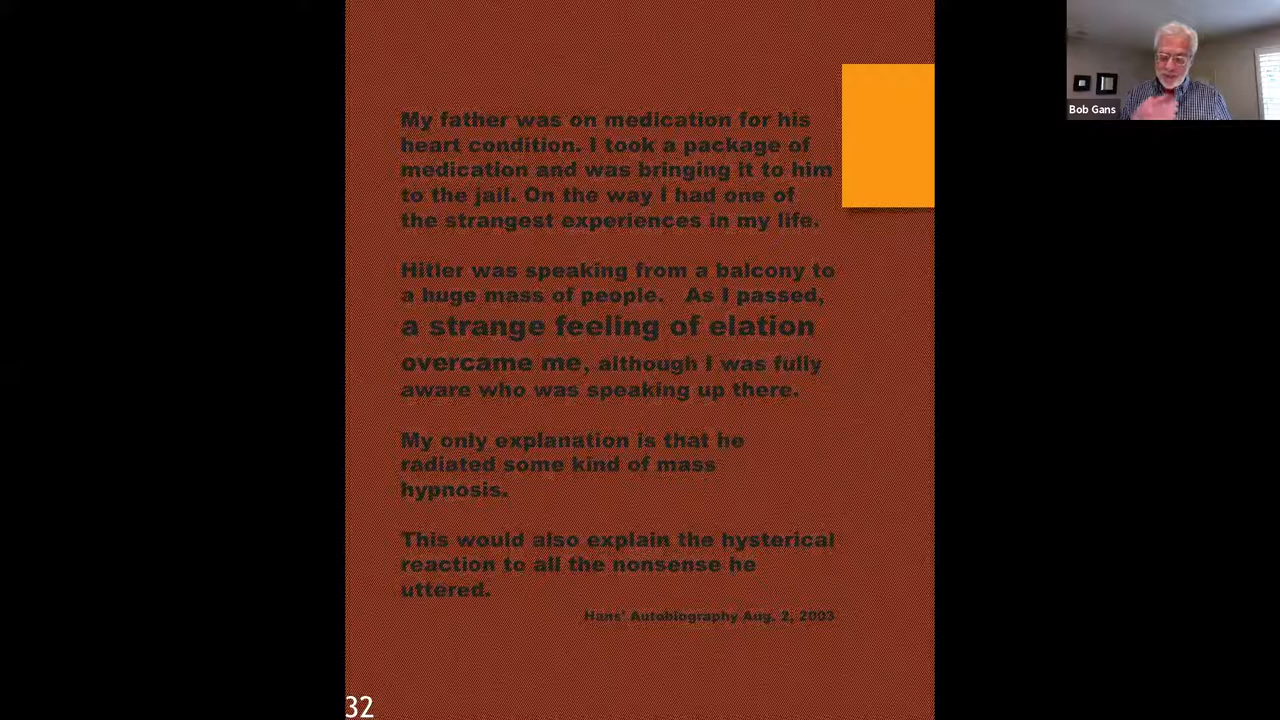 My father was on medication for his
heart condition. I took a package of
medication and was bringing it to him
to the jail. On the way I had one of
the strangest experiences in my life.
Hitler was speaking from a balcony to
a huge mass of people. As I passed,
a strange feeling of elation
overcame me, although I was fully
aware who was speaking up there.
My only explanation is that he
radiated some kind of mass
hypnosis.
This would also explain the hysterical
reaction to all the nonsense he
uttered.
Hans' Autobiography Aug. 2, 2003
32
Bob Gans